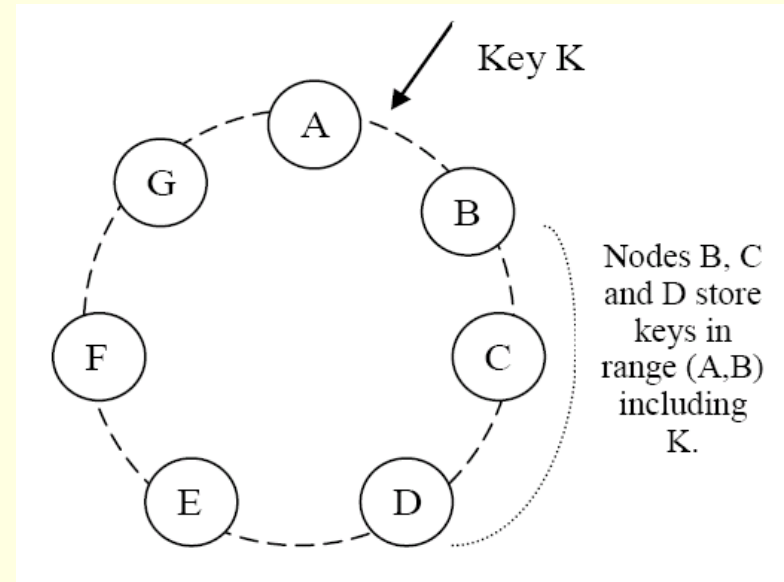 Key K
A
G
B
Nodes B, C
and D store
keys in
range (A,B)
including
K.
F
C
E
D